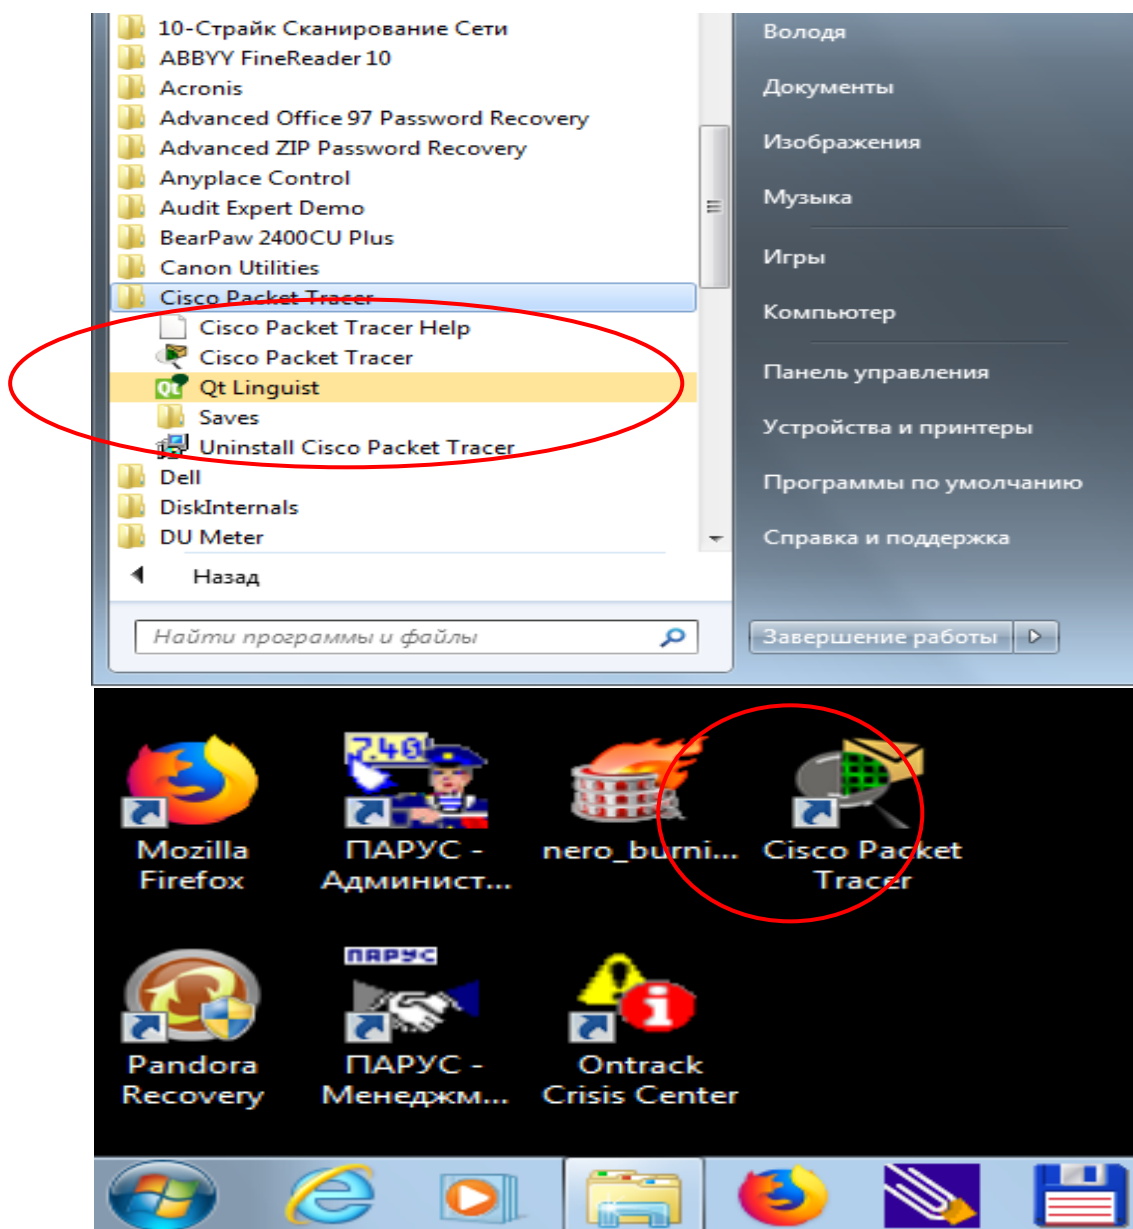 10-Страйк Сканирование Сети
ABBYY FineReader 10
Acronis
Advanced Office 97 Password Recovery
Advanced ZIP Password Recovery
Anyplace Control
Audit Expert Demo
BearPaw 2400CU Plus
Canon Utilities
Cisco Packet Tracer
Cisco Packet Tracer Help
Cisco Packet Tracer
Qt Qt Linguist
Saves
Uninstall Cisco Packet Tracer
Dell
DiskInternals
DU Meter
Назад
Найти программы и файлы
Володя
Документы
Изображения
Музыка
Игры
Компьютер
Панель управления
Устройства и принтеры
Программы по умолчанию
Справка и поддержка
Завершение работы
7.40
Mozilla
Firefox
ПАРУС -
Админист...
nero_burni...
Cisco Packet
Tracer
ПАРУС
Pandora
Recovery
ПАРУС -
Менеджм...
Ontrack
Crisis Center